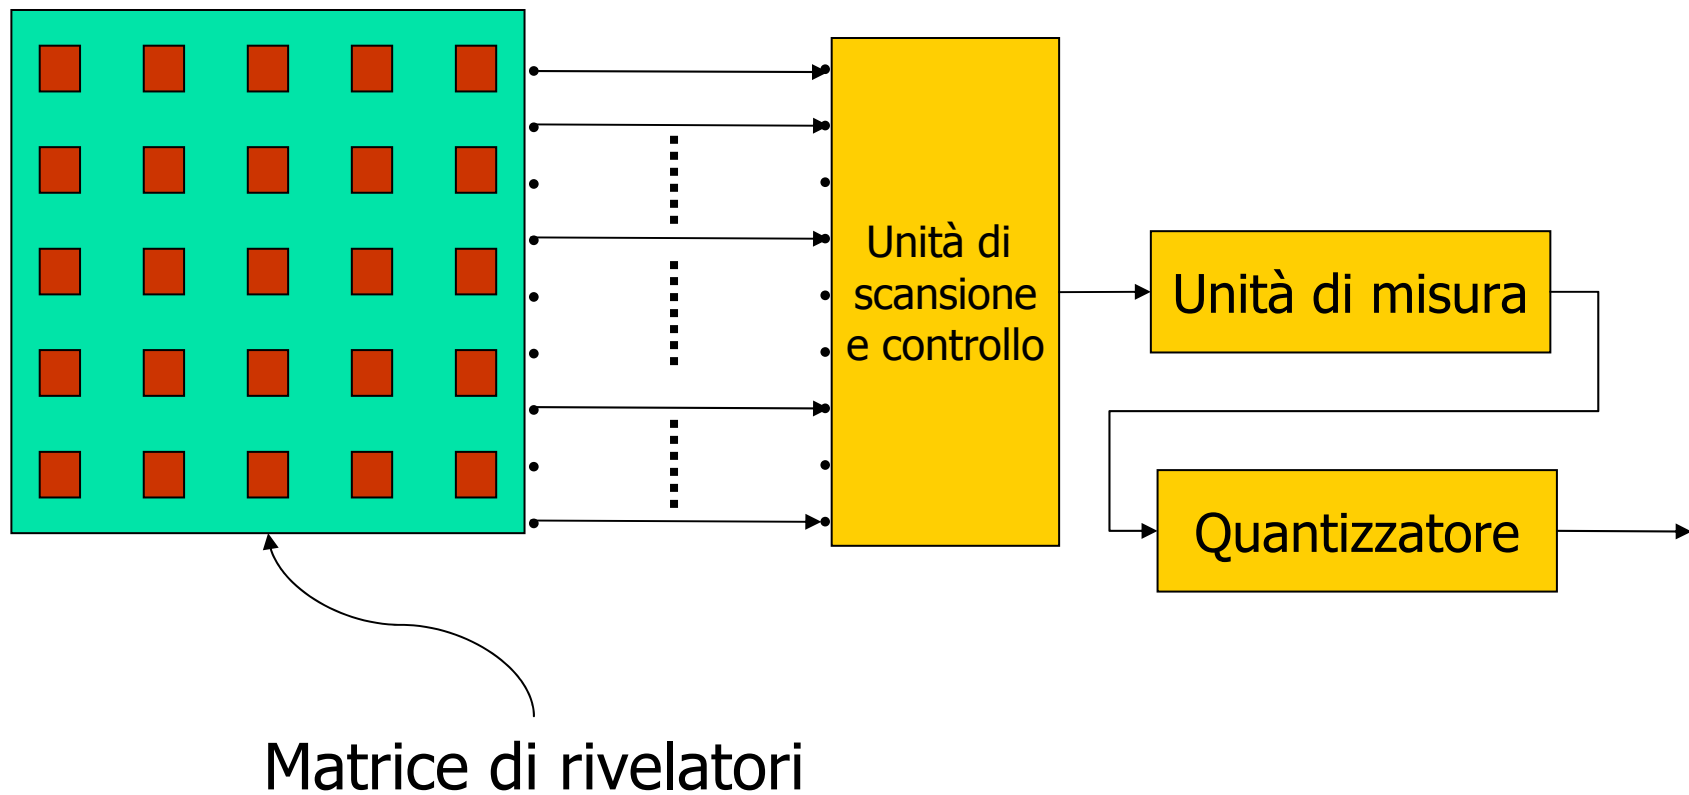 Unità di
scansione
e controllo
Unità di misura
Quantizzatore
Matrice di rivelatori